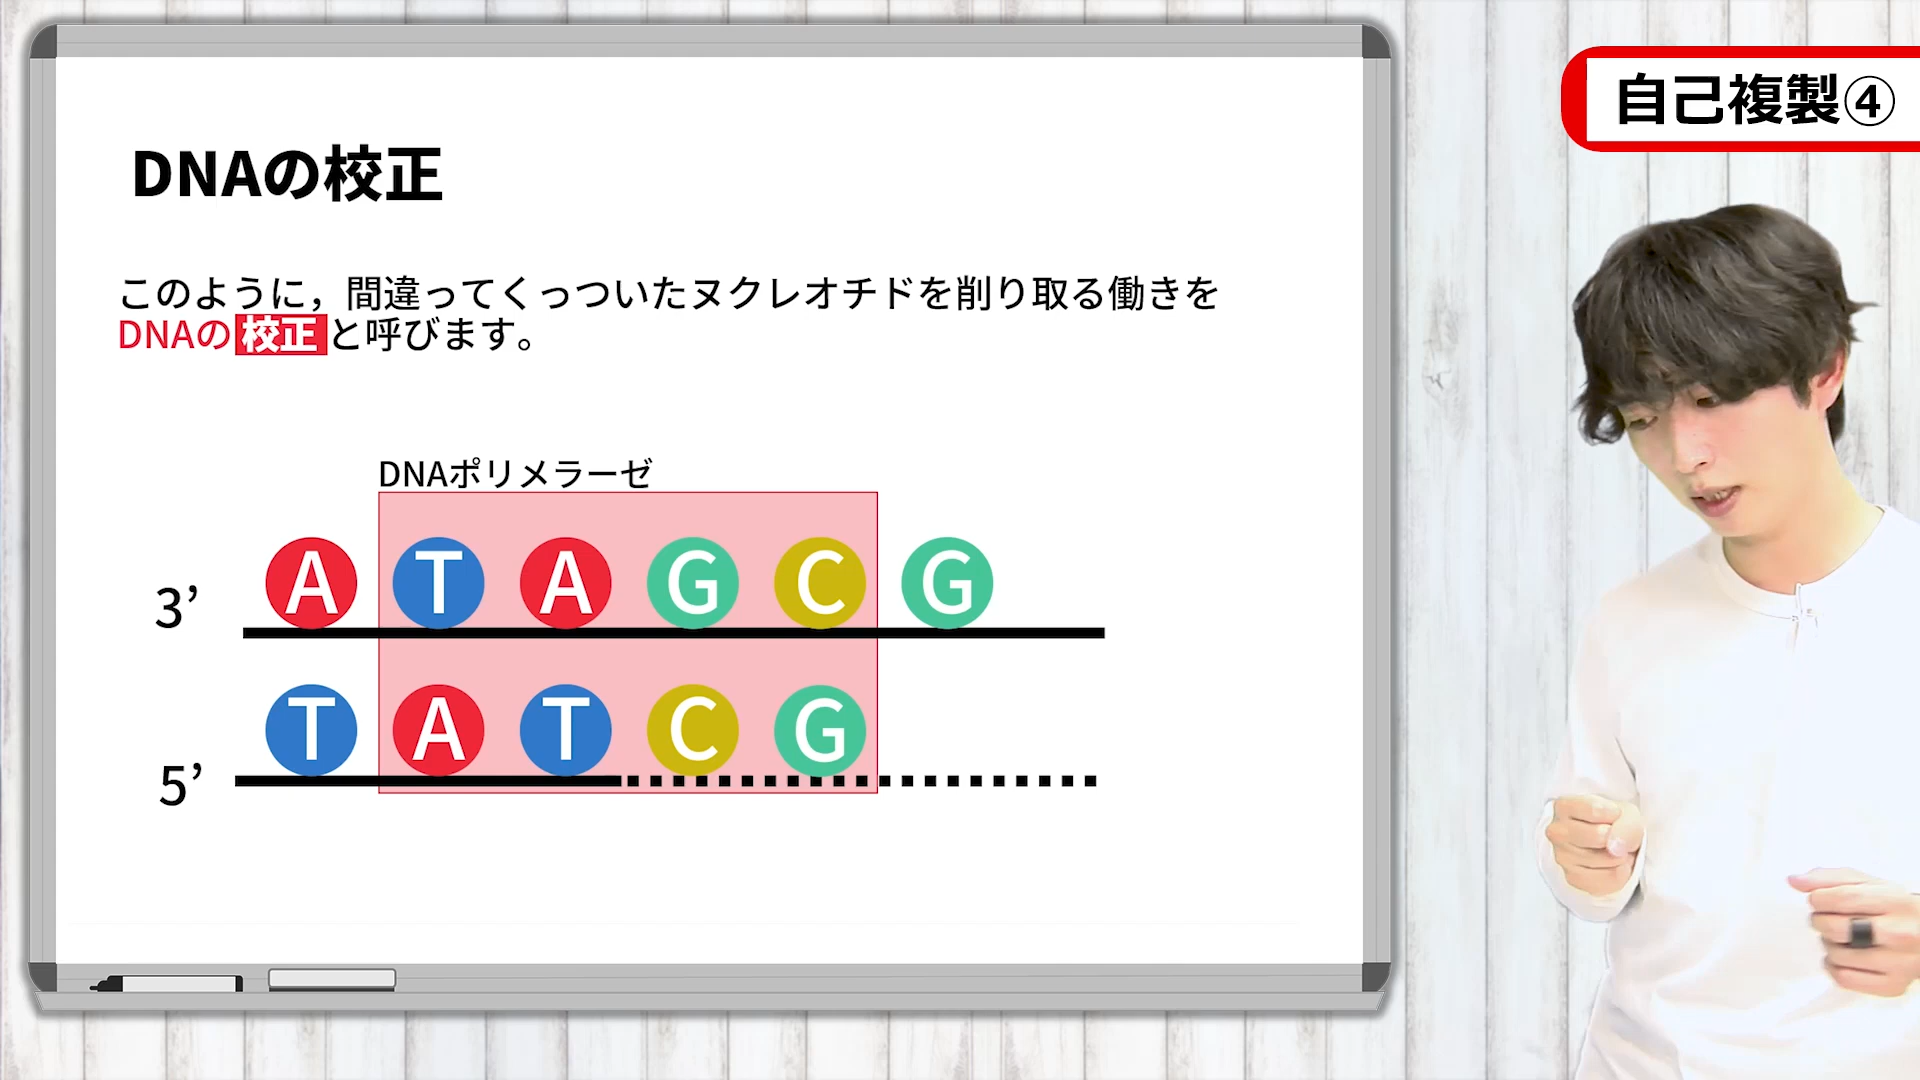 自己複製④
DNAの校正
このように，間違ってくっついたヌクレオチドを削り取る働きを
DNAの校正と呼びます。
DNAポリメラーゼ
A T A G C G
3’
T A T C G
5’